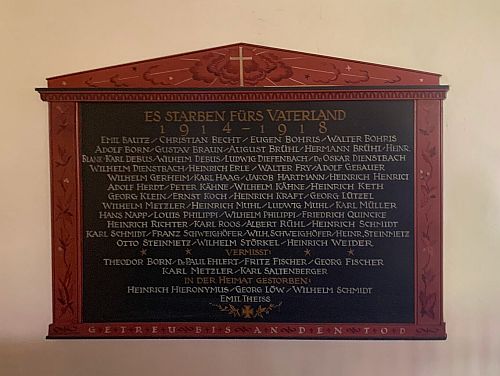 ES STARBEN FÜRS VATERLAND
1914-1918
EMIL BAUTZ/CHRISTIAN BECHT/EUGEN BOHRIS/WALTER BOHRIS
ADOLF BORN/GUSTAV BRAUN/AUGUST BRÜHL/HERMANN BRÜHL/HEINR.
BLANK/KARL DEBUS/WILHELM DEBUS/LUDWIG DIEFENBACH/DR OSKAR DIENSTBACH
WILHELM DIENSTBACH/HEINRICH ERLE/WALTER FRY/ADOLF GEBAUER
WILHELM GERHEIM/KARL HAAG/JAKOB HARTMANN/HEINRICH HENRICI
ADOLF HERDT/PETER KÄHNE/WILHELM KÄHNE/HEINRICH KETH
GEORG KLEIN/ERNST KOCH/HEINRICH KRAFT/GEORG LÜTZEL
WILHELM METZLER/HEINRICH MUHL/LUDWIG MUHL/KARL MÜLLER
HANS NAPP/LOUIS PHILIPPI/WILHELM PHILIPPI/FRIEDRICH QUINCKE
HEINRICH RICHTER/KARL ROOS/ALBERT RÜHL/HEINRICH SCHMIDT
KARL SCHMIDT/FRANZ SCHWEIGHÖFER/WILH. SCHWEIGHÖFER/HEINR. STEINMETZ
OTTO STEINMETZ/WILHELM STÖRKEL/HEINRICH WEIDER
VERMISST:
THEODOR BORN/DR PAUL EHLERT/FRITZ FISCHER/GEORG FISCHER
KARL METZLER/KARL SALTENBERGER
IN DER HEIMAT GESTORBEN:
HEINRICH HIERONYMUS/GEORG LÖW/WILHELM SCHMIDT
EMIL THEISS
GETREU BIS AN DEN TOD